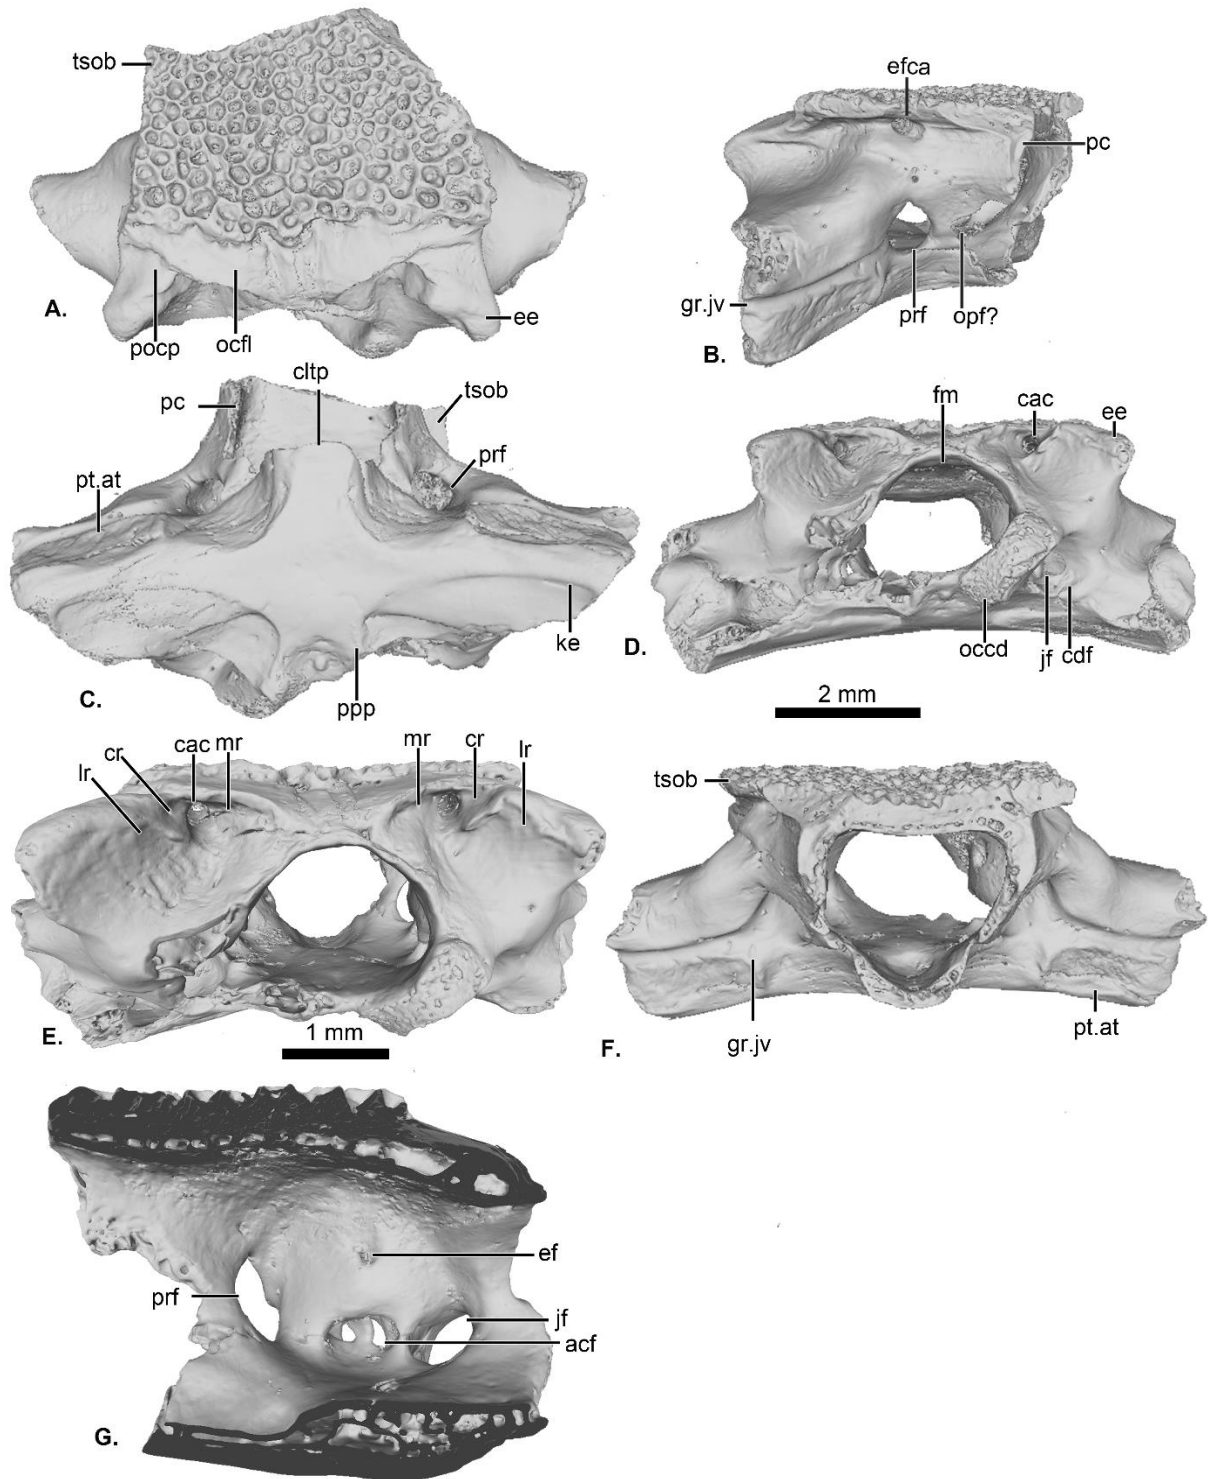 tsob
A.
pocp
ocfl
ee
efca
pc
gr.jv
prf
opf?
B.
cltp
pc
tsob
prf
pt.at
ke
C.
ppp
fm
cac
ee
D.
occd
jf
cdf
2 mm
lr
cr
cac
mr
mr
cr
lr
E.
1 mm
tsob
F.
gr.jv
pt.at
ef
prf
jf
acf
G.